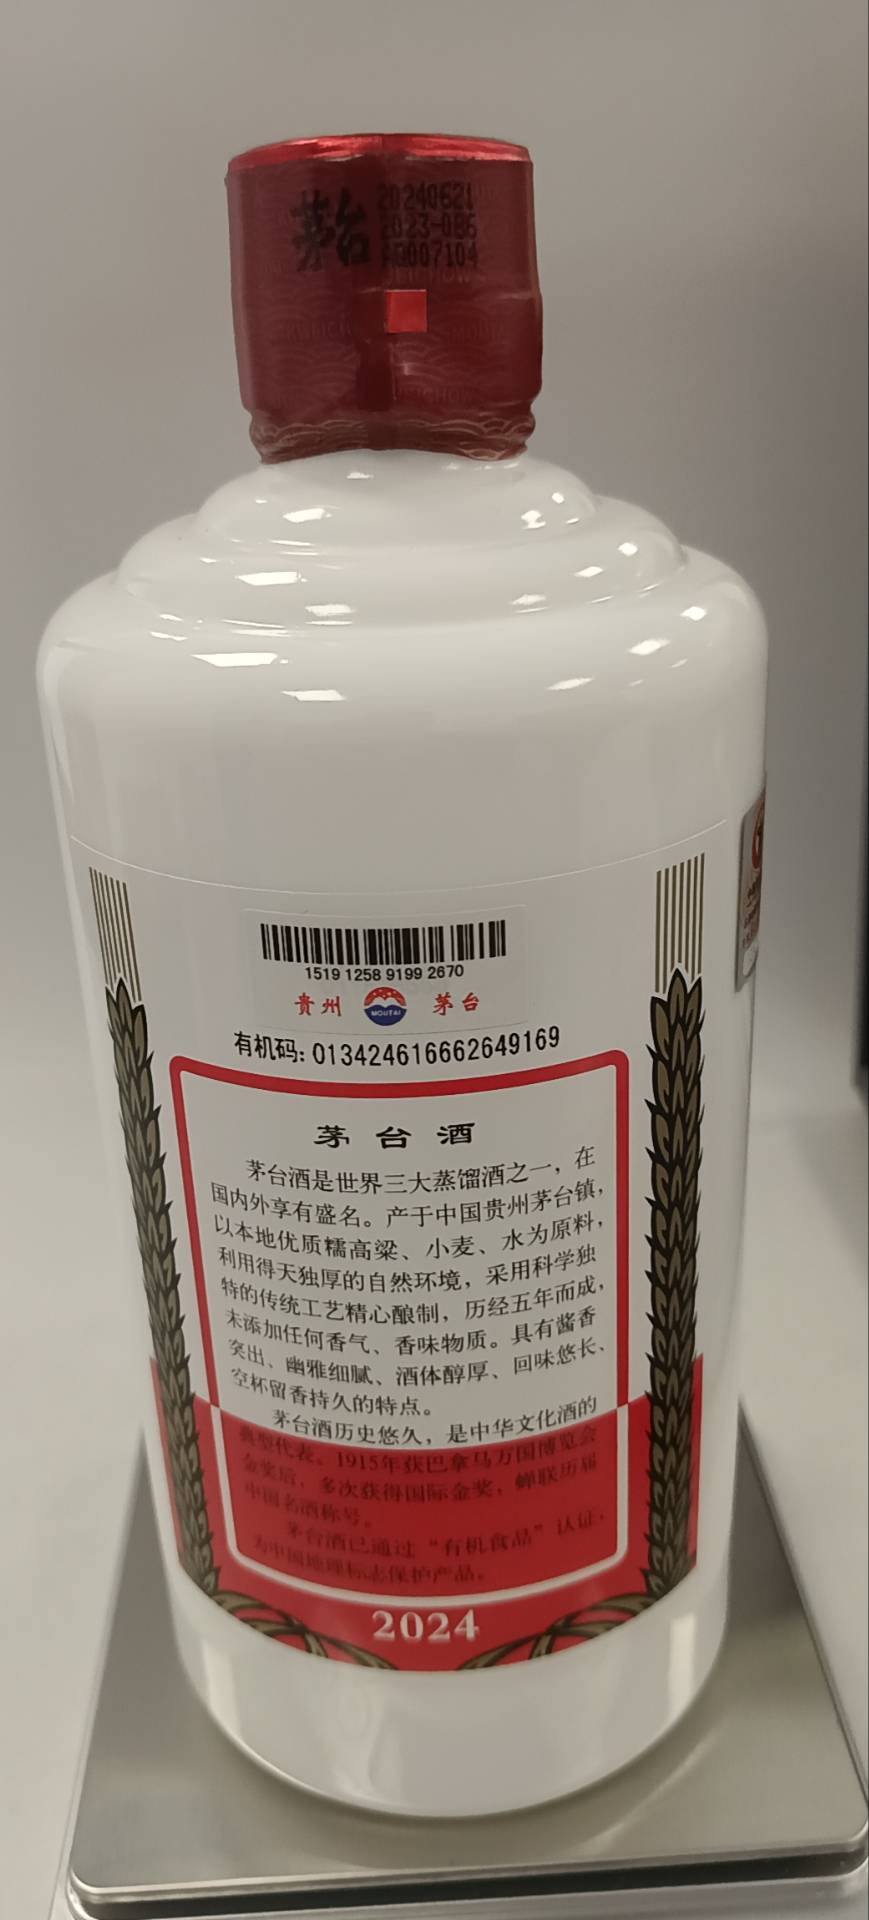 茅台
20240621
2023-086
007104
1519 1258 9199 2670
贵州 MOUTAI 茅台
有机码: 013424616662649169
茅台酒
茅台酒是世界三大蒸馏酒之一，在
国内外享有盛名。产于中国贵州茅台镇，
以本地优质糯高粱、小麦、水为原料，
利用得天独厚的自然环境，采用科学独
特的传统工艺精心酿制，历经五年而成，
未添加任何香气、香味物质。具有酱香
突出、幽雅细腻、酒体醇厚、回味悠长、
空杯留香持久的特点。
茅台酒历史悠久，是中华文化酒的
典型代表。1915年获巴拿马万国博览会
金奖后，多次获得国际金奖，蝉联历届
中国名酒称号。
茅台酒已通过“有机食品”认证，
为中国地理标志保护产品。
2024